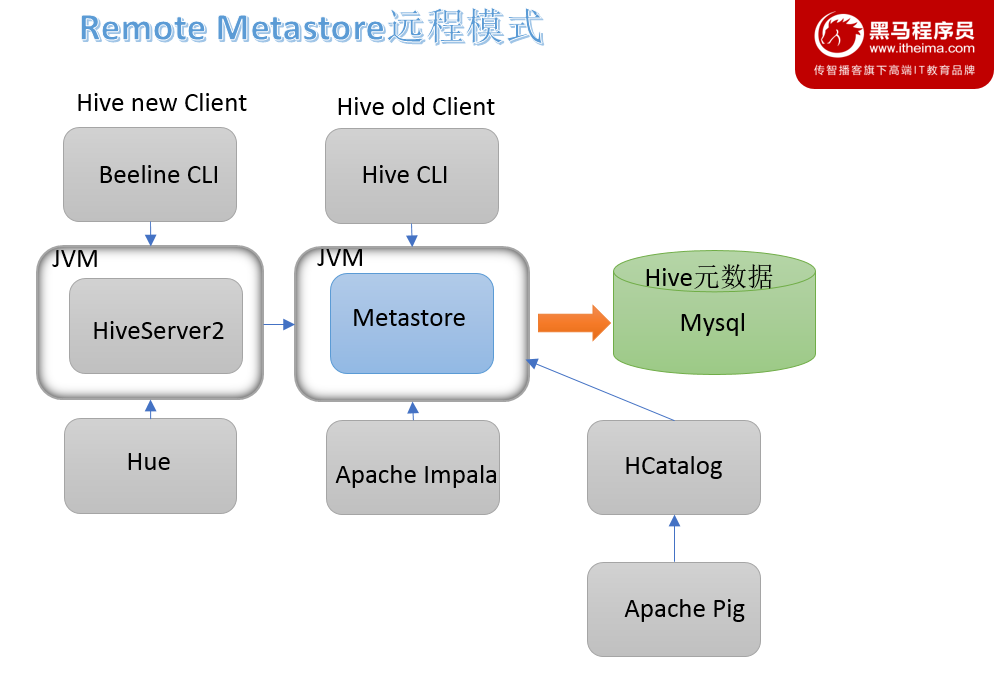 Remote Metastore远程模式
黑马程序员
www.itheima.com
传智播客旗下高端IT教育品牌
Hive new Client
Hive old Client
Beeline CLI
Hive CLI
JVM
JVM
HiveServer2
Metastore
Hive元数据
Mysql
Hue
Apache Impala
HCatalog
Apache Pig